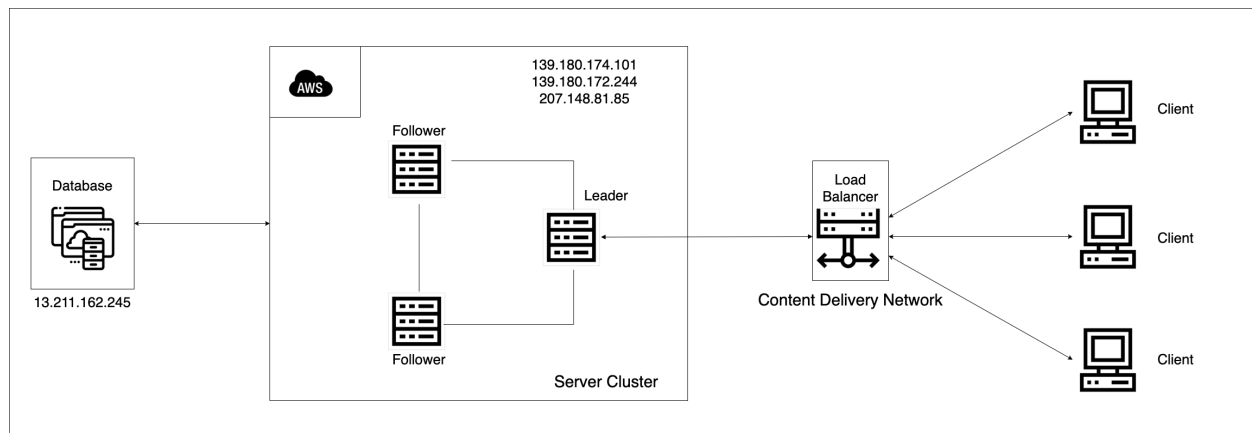 AWS
139.180.174.101
139.180.172.244
207.148.81.85
Follower
Database
13.211.162.245
Leader
Follower
Server Cluster
Load
Balancer
Content Delivery Network
Client
Client
Client